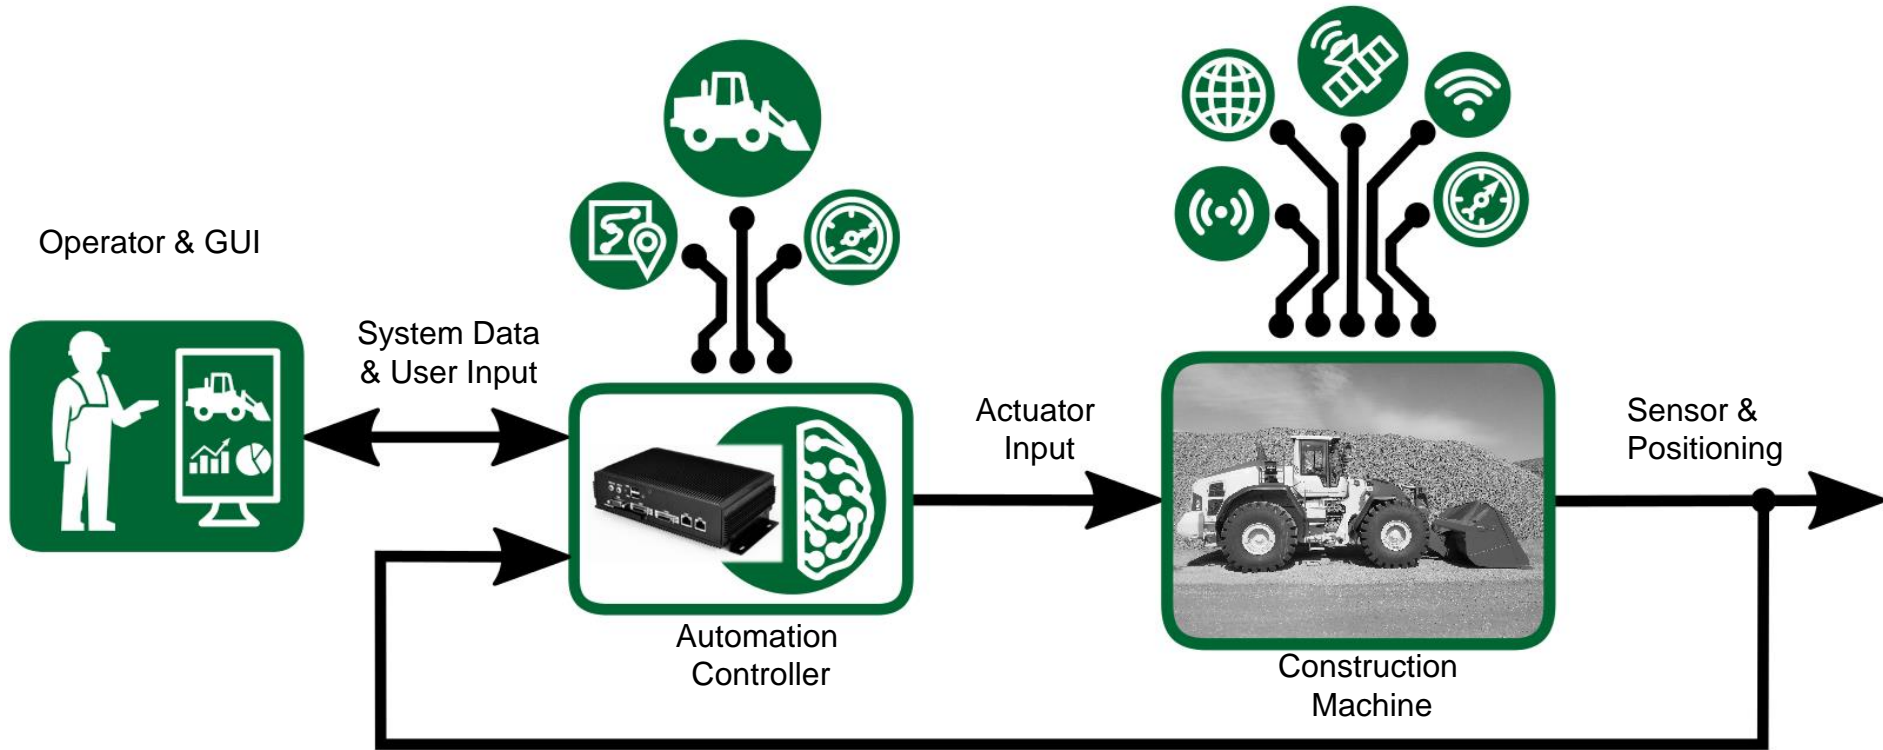 Operator & GUI
System Data
& User Input
Automation
Controller
Actuator
Input
Construction
Machine
Sensor &
Positioning